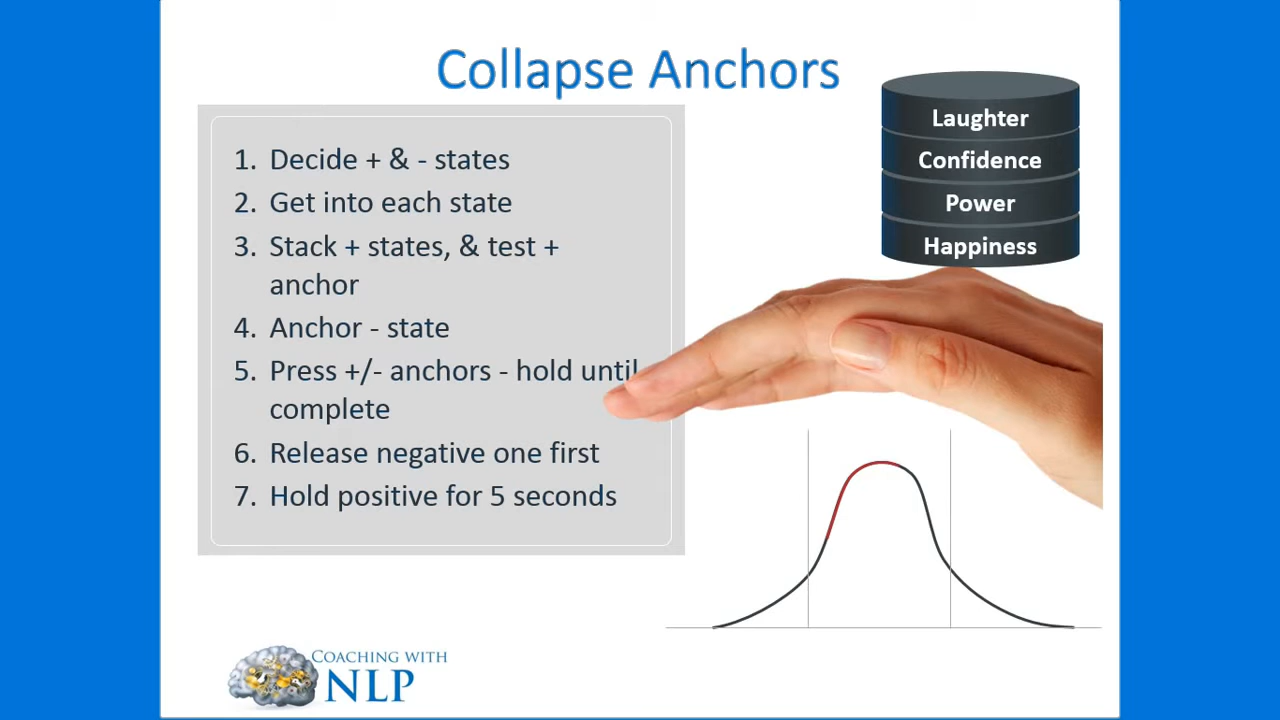 Collapse Anchors
1. Decide + & - states
2. Get into each state
3. Stack + states, & test +
anchor
4. Anchor - state
5. Press +/- anchors - hold until
complete
6. Release negative one first
7. Hold positive for 5 seconds
Laughter
Confidence
Power
Happiness
COACHING WITH
NLP